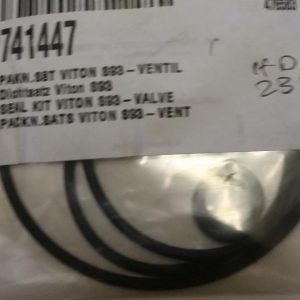 741447
PAKN.SET VITON S93-VENTIL
Dichtsatz Viton S93
SEAL KIT VITON S93-VALVE
PACKN.SATS VITON S93-VENT
HD
23